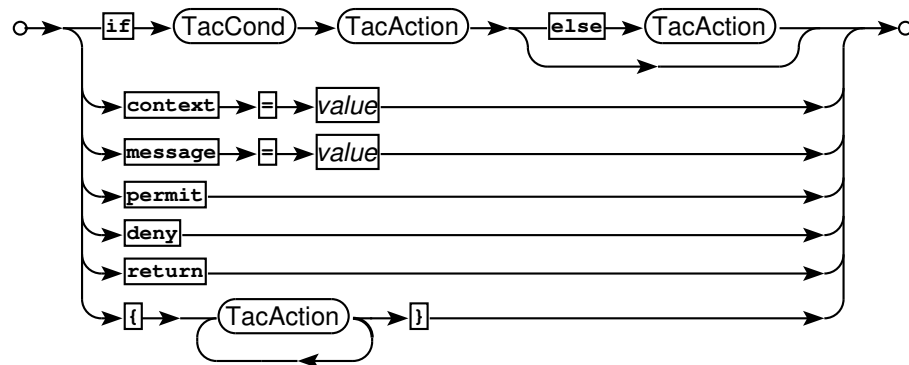 if TacCond TacAction else TacAction
context = value
message = value
permit
deny
return
{ TacAction }